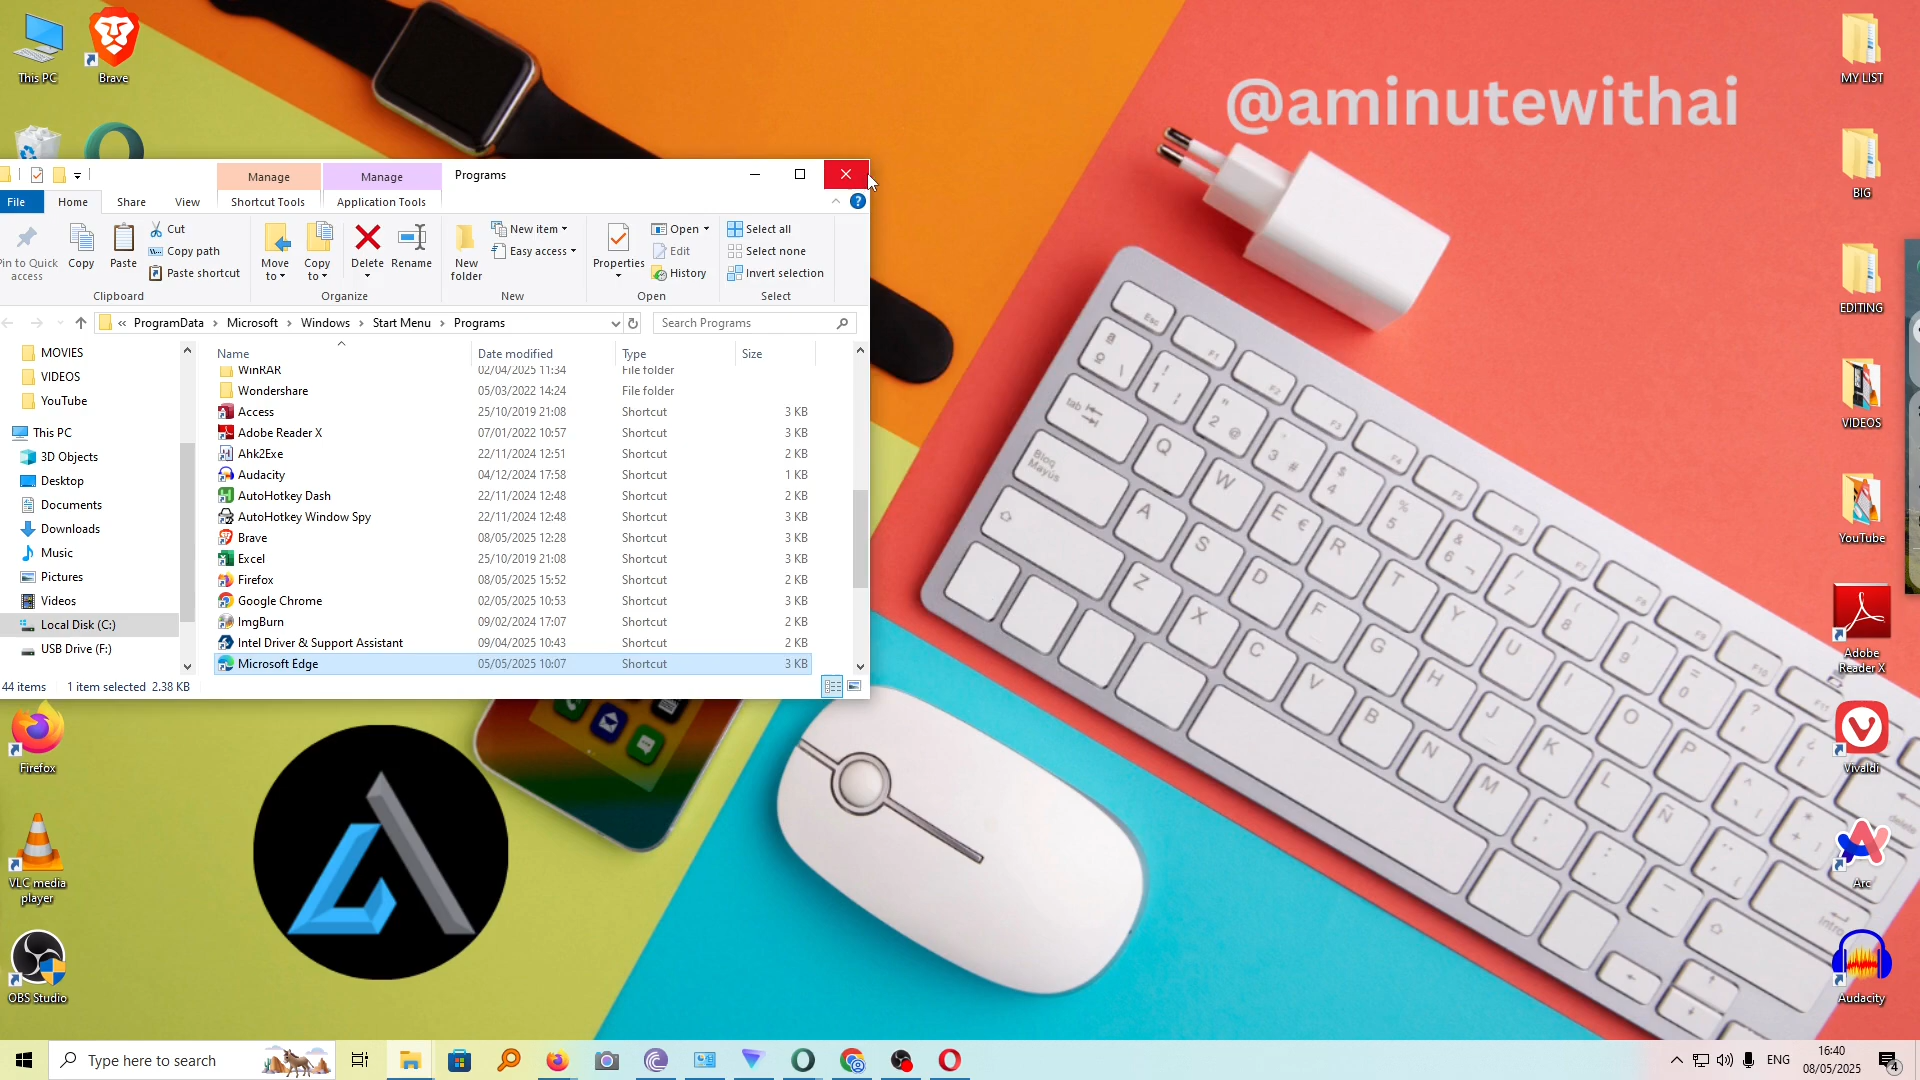 This PC
Brave
@aminutewithai
MY LIST
BIG
EDITING
VIDEOS
YouTube
Adobe
Reader X
Vivaldi
Arc
Audacity
Manage
Manage
Programs
File
Home
Share
View
Shortcut Tools
Application Tools
Pin to Quick
access
Copy
Paste
Cut
Copy path
Paste shortcut
Clipboard
Move
to
Copy
to
Delete
Rename
Organize
New
folder
New item
Easy access
New
Properties
Open
Edit
History
Open
Select all
Select none
Invert selection
Select
« ProgramData › Microsoft › Windows › Start Menu › Programs
Search Programs
MOVIES
VIDEOS
YouTube
This PC
3D Objects
Desktop
Documents
Downloads
Music
Pictures
Videos
Local Disk (C:)
USB Drive (F:)
Name Date modified Type Size
WinRAR 02/04/2025 11:34 File folder
Wondershare 05/03/2022 14:24 File folder
Access 25/10/2019 21:08 Shortcut 3 KB
Adobe Reader X 07/01/2022 10:57 Shortcut 3 KB
Ahk2Exe 22/11/2024 12:51 Shortcut 2 KB
Audacity 04/12/2024 17:58 Shortcut 1 KB
AutoHotkey Dash 22/11/2024 12:48 Shortcut 2 KB
AutoHotkey Window Spy 22/11/2024 12:48 Shortcut 3 KB
Brave 08/05/2025 12:28 Shortcut 3 KB
Excel 25/10/2019 21:08 Shortcut 3 KB
Firefox 08/05/2025 15:52 Shortcut 2 KB
Google Chrome 02/05/2025 10:53 Shortcut 3 KB
ImgBurn 09/02/2024 17:07 Shortcut 2 KB
Intel Driver & Support Assistant 09/04/2025 10:43 Shortcut 2 KB
Microsoft Edge 05/05/2025 10:07 Shortcut 3 KB
44 items 1 item selected 2.38 KB
Firefox
VLC media
player
OBS Studio
Type here to search
ENG
16:40
08/05/2025
4